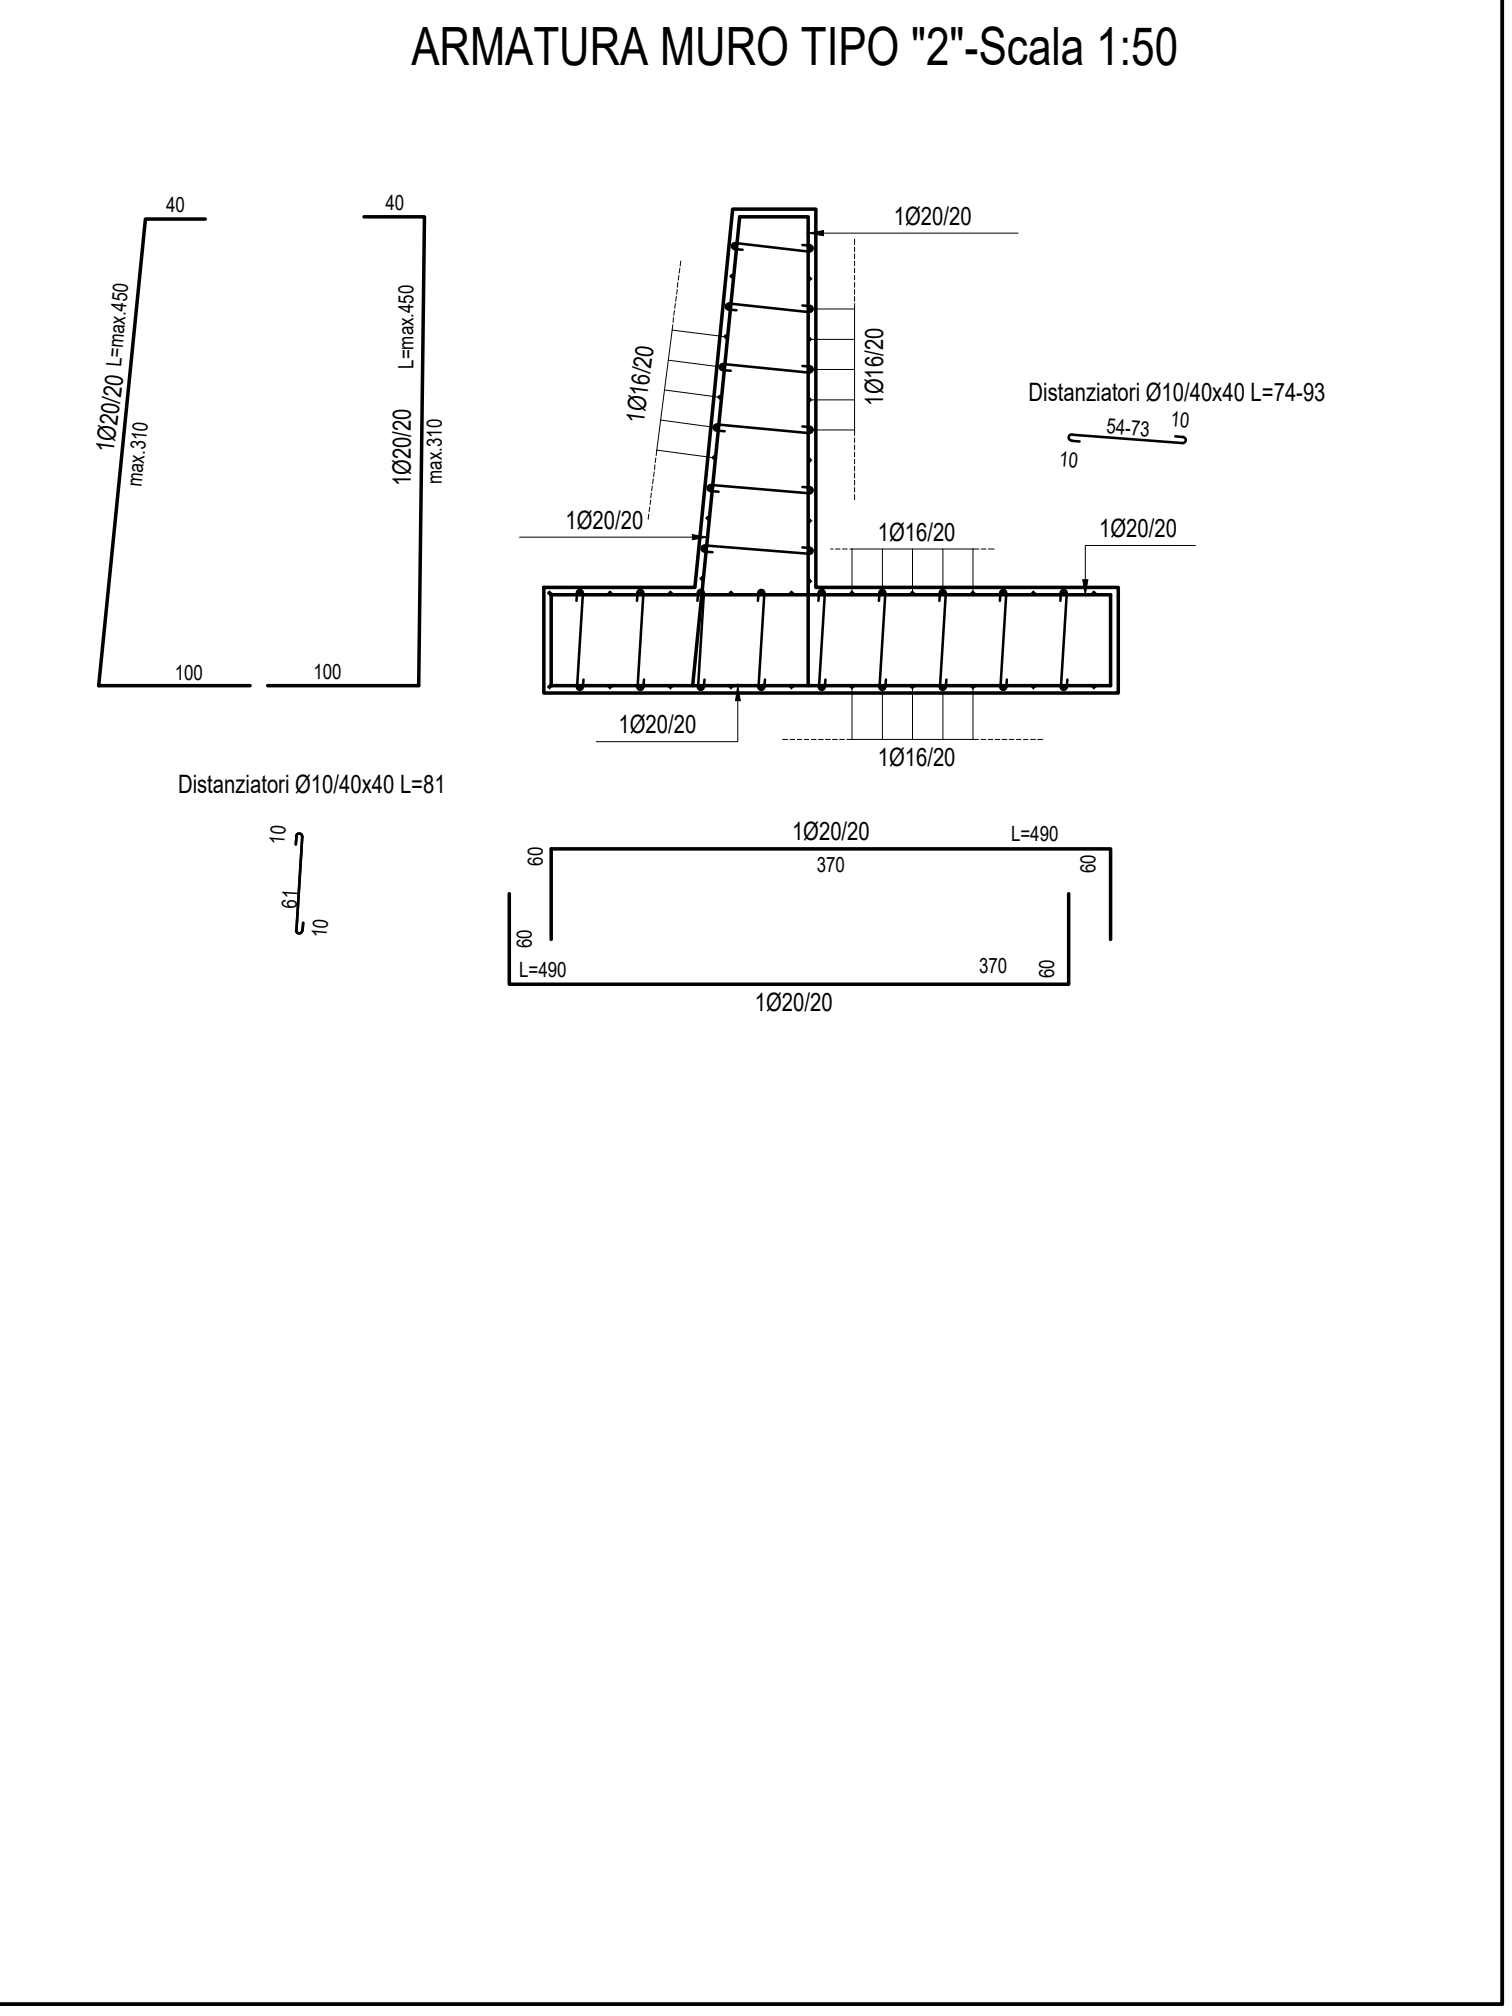 ARMATURA MURO TIPO "2"-Scala 1:50
40
40
1Ø20/20 L=max.450
max.310
1Ø20/20 L=max.450
max.310
100
100
1Ø20/20
1Ø16/20
1Ø16/20
Distanziatori Ø10/40x40 L=74-93
54-73
10
10
1Ø20/20
1Ø16/20
1Ø20/20
1Ø20/20
1Ø16/20
Distanziatori Ø10/40x40 L=81
10
61
10
1Ø20/20
L=490
60
370
60
60
L=490
370
60
1Ø20/20